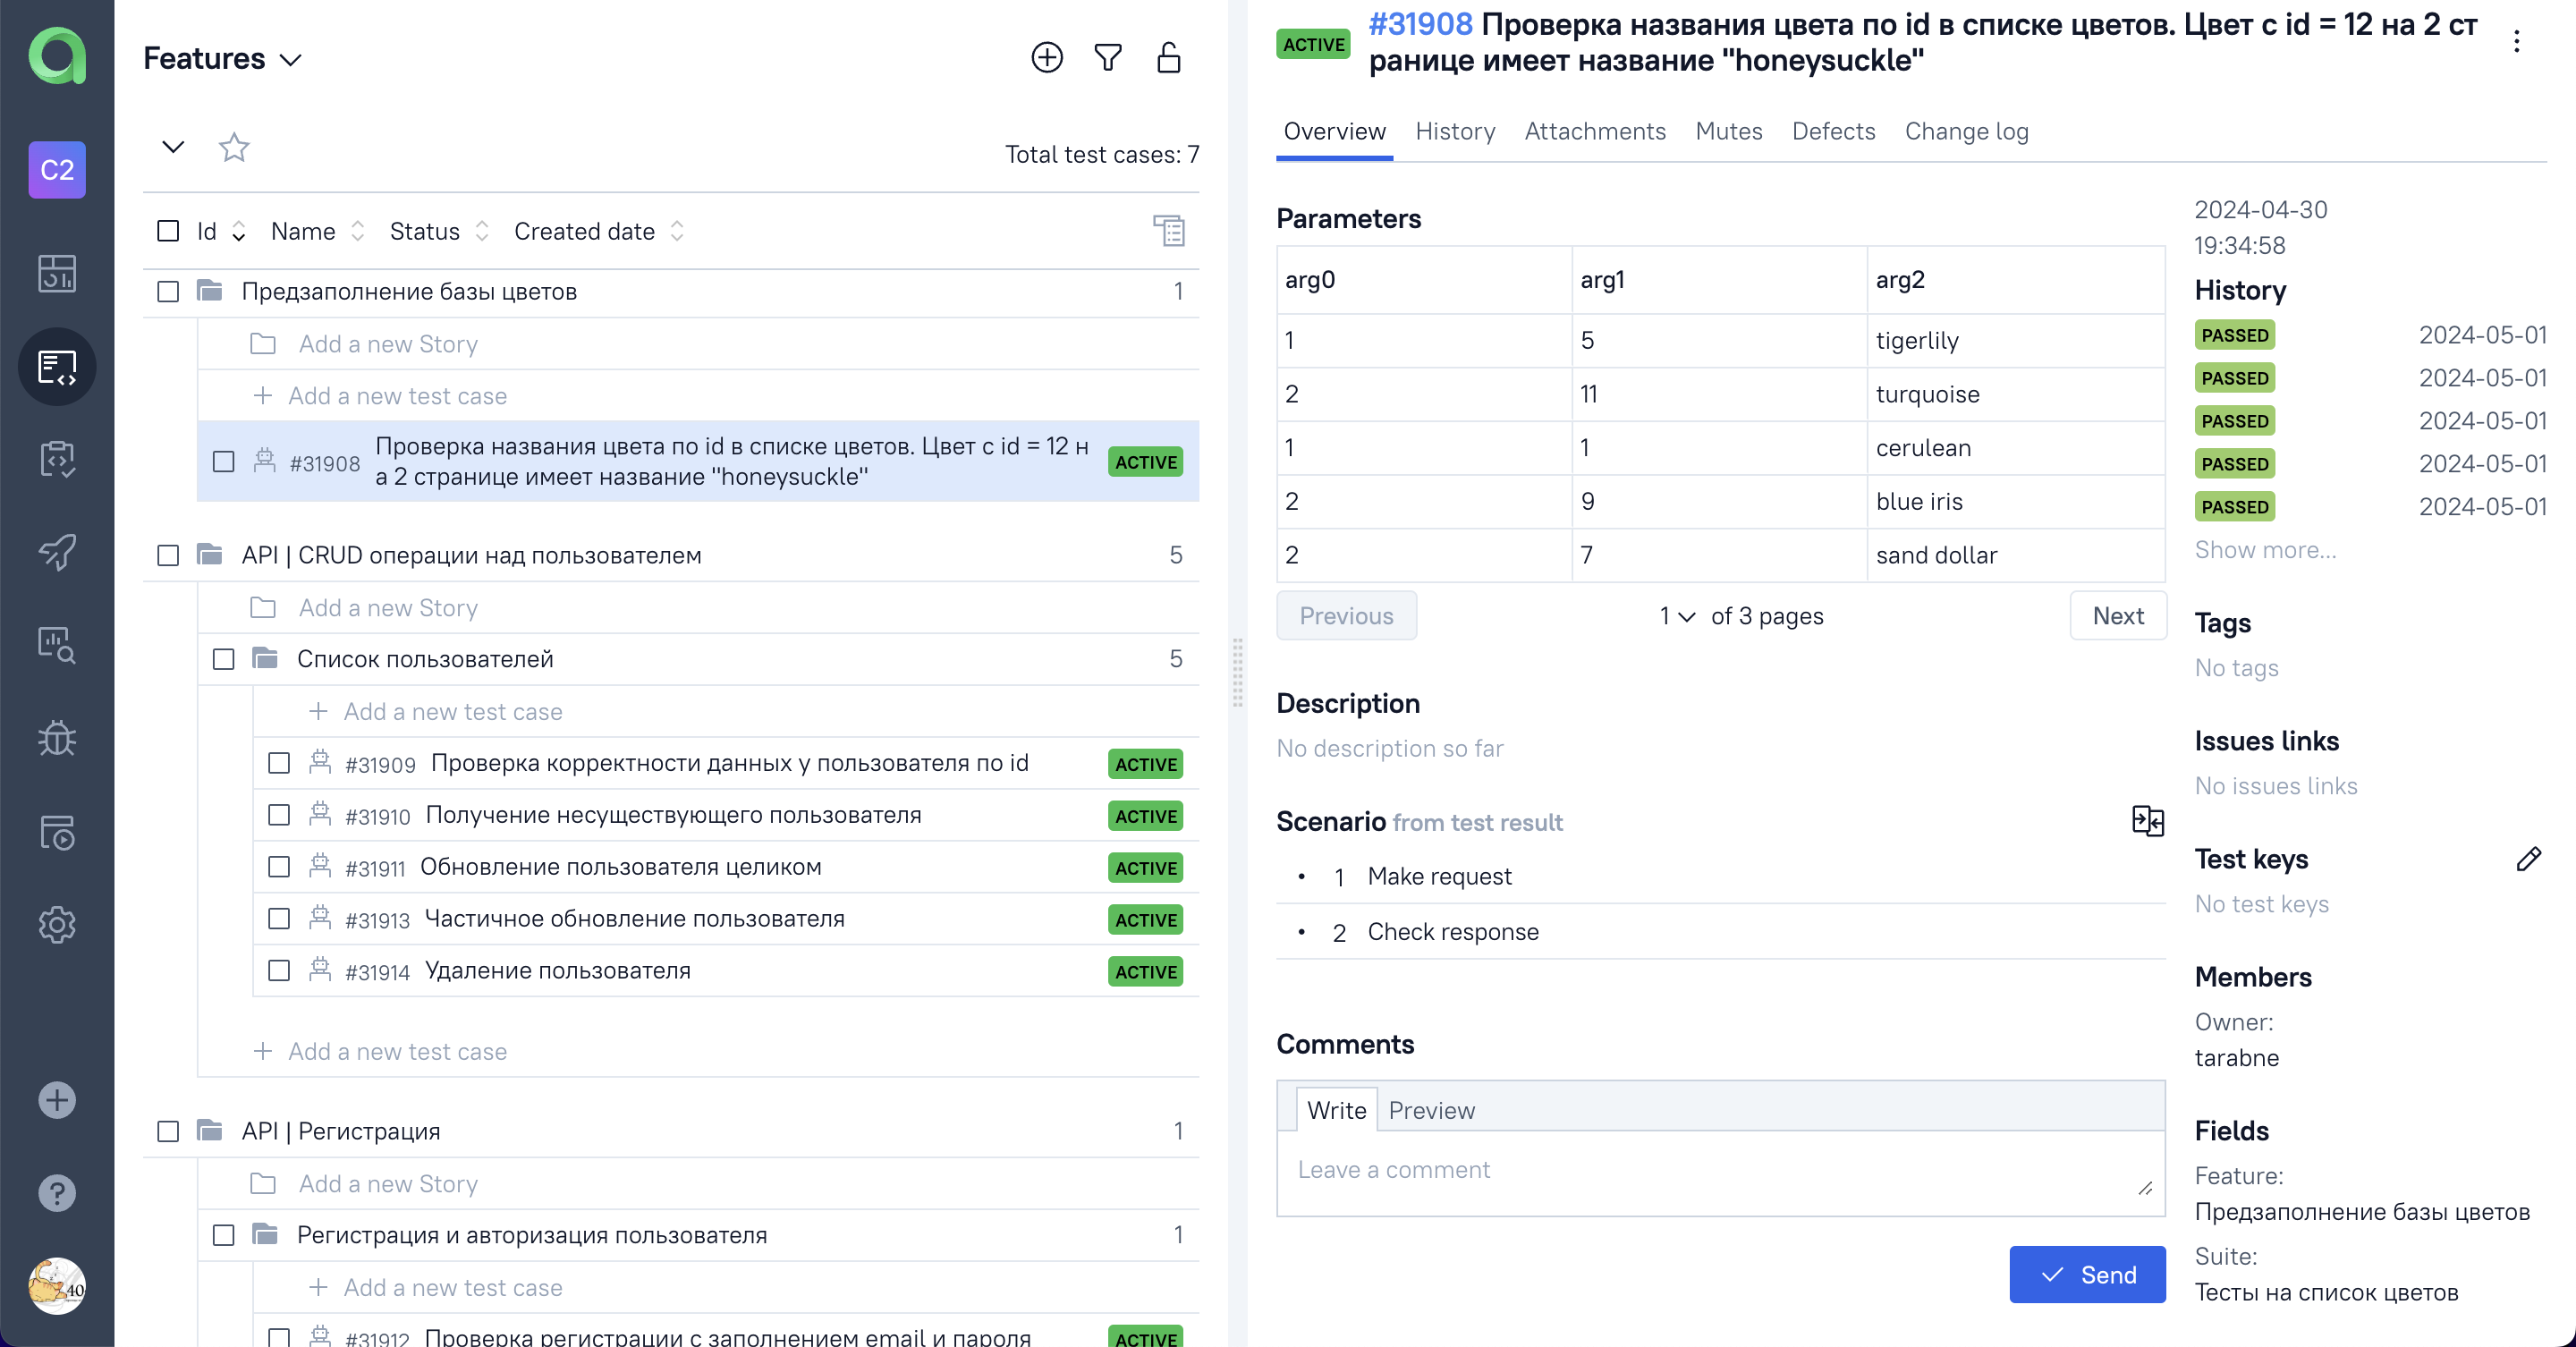 C2
40
Features
Total test cases: 7
Id Name Status Created date
Предзаполнение базы цветов 1
Add a new Story
Add a new test case
#31908 Проверка названия цвета по id в списке цветов. Цвет с id = 12 н
а 2 странице имеет название "honeysuckle" ACTIVE
API | CRUD операции над пользователем 5
Add a new Story
Список пользователей 5
Add a new test case
#31909 Проверка корректности данных у пользователя по id ACTIVE
#31910 Получение несуществующего пользователя ACTIVE
#31911 Обновление пользователя целиком ACTIVE
#31913 Частичное обновление пользователя ACTIVE
#31914 Удаление пользователя ACTIVE
Add a new test case
API | Регистрация 1
Add a new Story
Регистрация и авторизация пользователя 1
Add a new test case
#31912 Проверка регистрации с заполнением email и пароля ACTIVE
ACTIVE #31908 Проверка названия цвета по id в списке цветов. Цвет с id = 12 на 2 ст
ранице имеет название "honeysuckle"
Overview History Attachments Mutes Defects Change log
Parameters
arg0 arg1 arg2
1 5 tigerlily
2 11 turquoise
1 1 cerulean
2 9 blue iris
2 7 sand dollar
Previous 1 of 3 pages Next
Description
No description so far
Scenario from test result
• 1 Make request
• 2 Check response
Comments
Write Preview
Leave a comment
Send
2024-04-30
19:34:58
History
PASSED 2024-05-01
PASSED 2024-05-01
PASSED 2024-05-01
PASSED 2024-05-01
PASSED 2024-05-01
Show more...
Tags
No tags
Issues links
No issues links
Test keys
No test keys
Members
Owner:
tarabne
Fields
Feature:
Предзаполнение базы цветов
Suite:
Тесты на список цветов